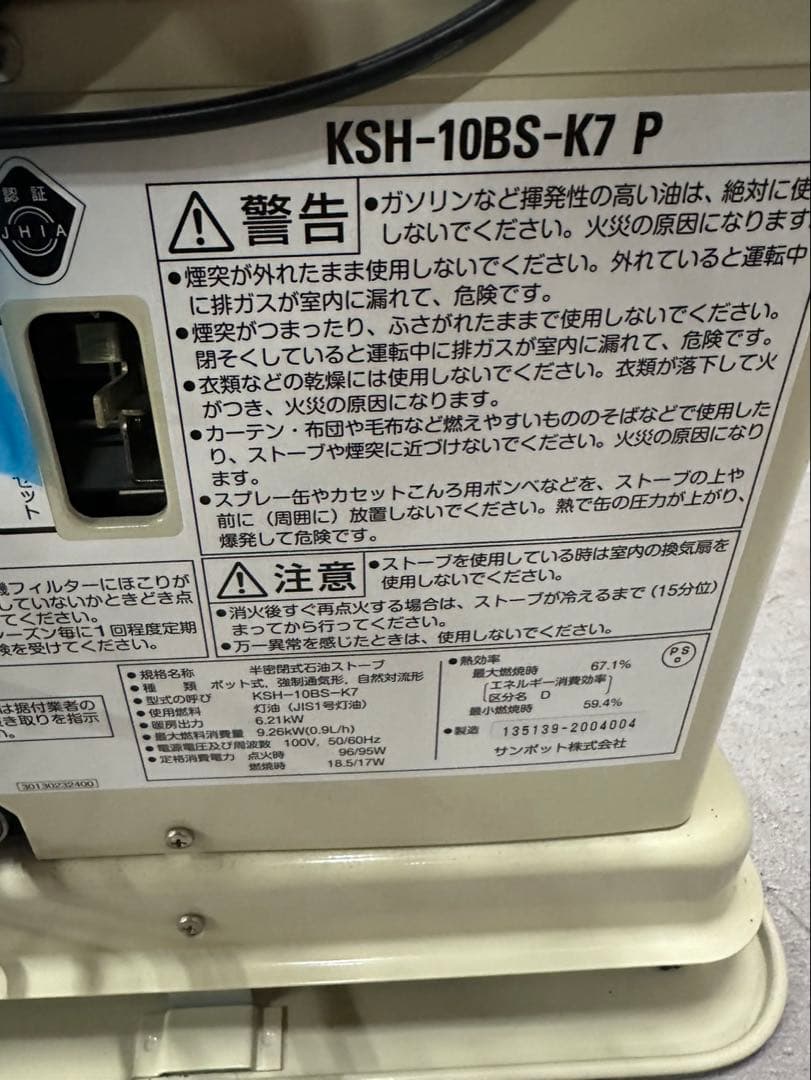 KSH-10BS-K7 P
認証
JHIA
警告
●ガソリンなど揮発性の高い油は、絶対に使
しないでください。火災の原因になります
●煙突が外れたまま使用しないでください。外れていると運転中
に排ガスが室内に漏れて、危険です。
●煙突がつまったり、ふさがれたままで使用しないでください。
閉そくしていると運転中に排ガスが室内に漏れて、危険です。
●衣類などの乾燥には使用しないでください。衣類が落下して火
がつき、火災の原因になります。
●カーテン・布団や毛布など燃えやすいもののそばなどで使用した
り、ストーブや煙突に近づけないでください。火災の原因になり
ます。
●スプレー缶やカセットこんろ用ボンベなどを、ストーブの上や
前に（周囲に）放置しないでください。熱で缶の圧力が上がり、
爆発して危険です。
セット
注意
●ストーブを使用している時は室内の換気扇を
使用しないでください。
●消火後すぐ再点火する場合は、ストーブが冷えるまで（15分位）
まってから行ってください。
●万一異常を感じたときは、使用しないでください。
機フィルターにほこりが
していないかときどき点
てください。
シーズン毎に1回程度定期
検を受けてください。
は据付業者の
き取りを指示
い。
●規格名称 半密閉式石油ストーブ
●種類 ポット式，強制通気形，自然対流形
●型式の呼び KSH-10BS-K7
●使用燃料 灯油（JIS1号灯油）
●暖房出力 6.21kW
●最大燃料消費量 9.26kW(0.9L/h)
●電源電圧及び周波数 100V, 50/60Hz
●定格消費電力 点火時 96/95W
燃焼時 18.5/17W
●熱効率
最大燃焼時 67.1%
［エネルギー消費効率］
区分名 D
最小燃焼時 59.4%
●製造 135139-2004004
サンポット株式会社
PS
C
30130232400